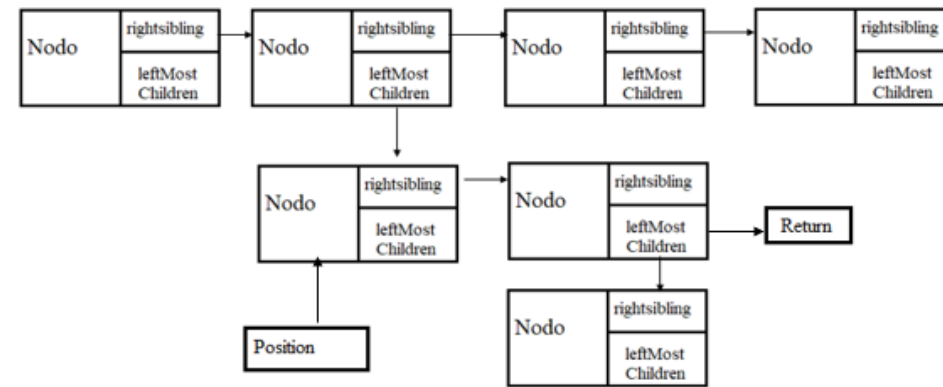 Nodo
rightsibling
leftMost
Children
Nodo
rightsibling
leftMost
Children
Nodo
rightsibling
leftMost
Children
Nodo
rightsibling
leftMost
Children
Nodo
rightsibling
leftMost
Children
Nodo
rightsibling
leftMost
Children
Return
Position
Nodo
rightsibling
leftMost
Children